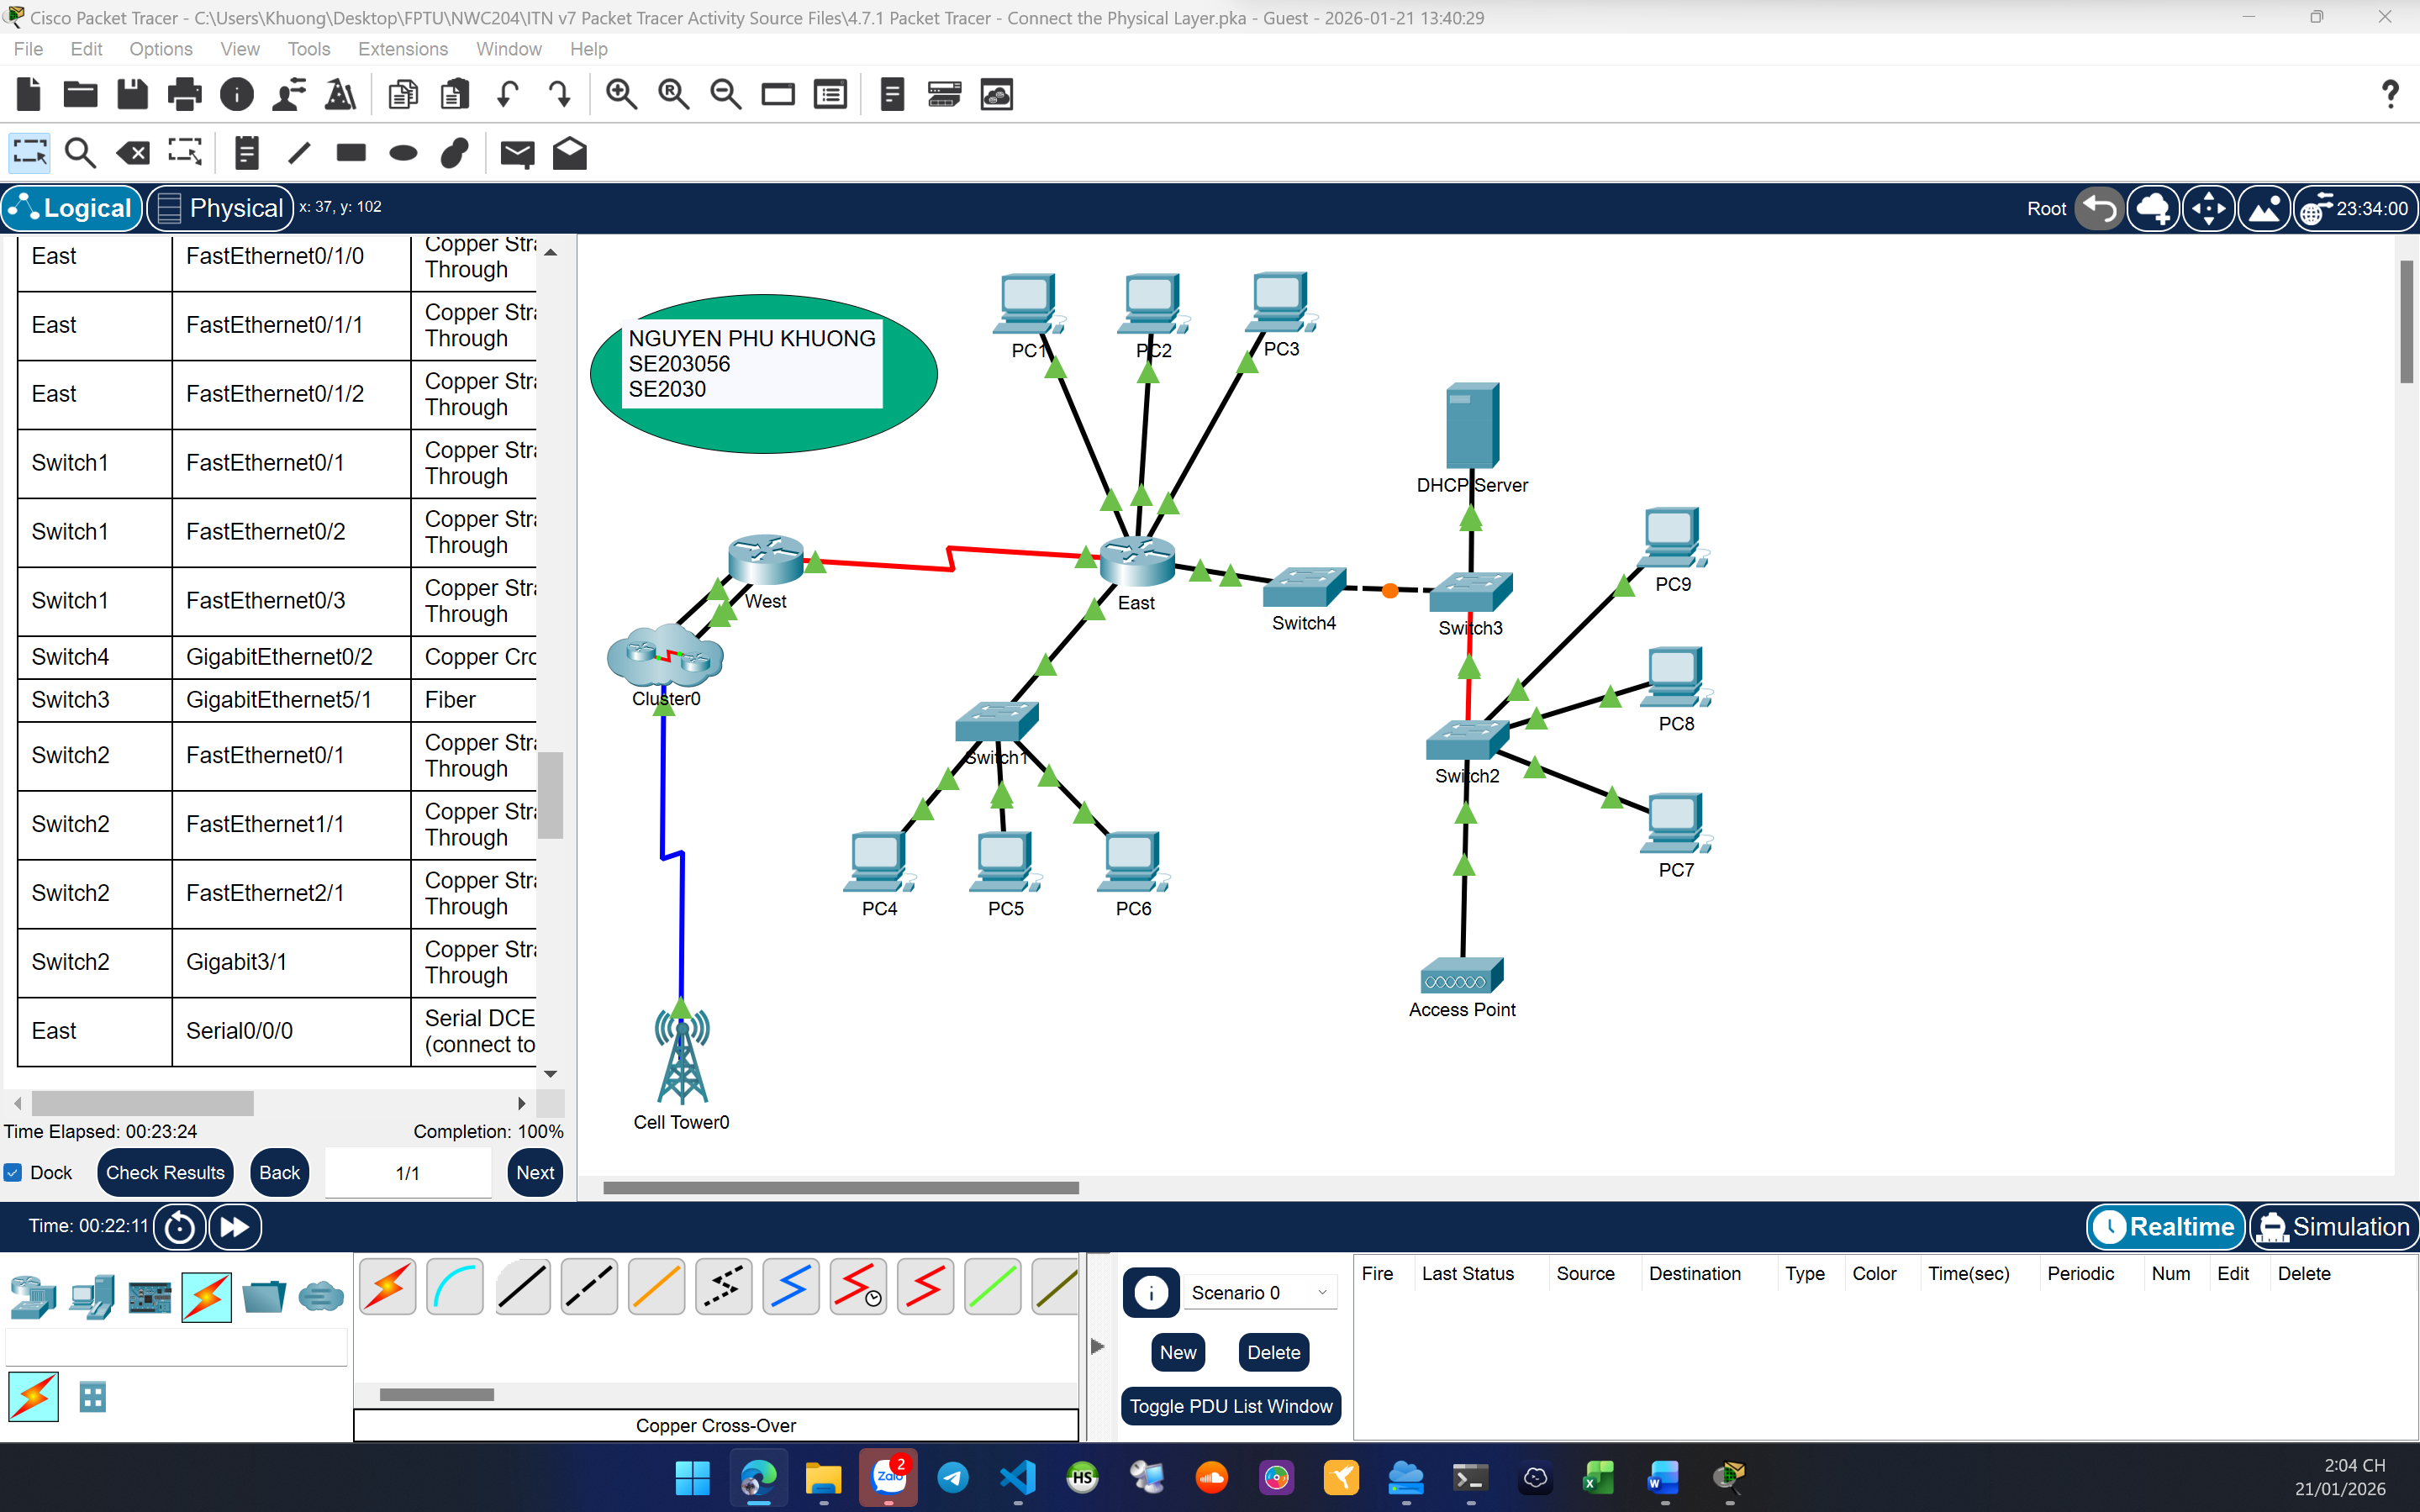 Cisco Packet Tracer - C:\Users\Khuong\Desktop\FPTU\NWC204\ITN v7 Packet Tracer Activity Source Files\4.7.1 Packet Tracer - Connect the Physical Layer.pka - Guest - 2026-01-21 13:40:29
File Edit Options View Tools Extensions Window Help
Logical Physical x: 37, y: 102 Root 23:34:00
East FastEthernet0/1/0 Copper Stra
Through
East FastEthernet0/1/1 Copper Stra
Through
East FastEthernet0/1/2 Copper Stra
Through
Switch1 FastEthernet0/1 Copper Stra
Through
Switch1 FastEthernet0/2 Copper Stra
Through
Switch1 FastEthernet0/3 Copper Stra
Through
Switch4 GigabitEthernet0/2 Copper Cro
Switch3 GigabitEthernet5/1 Fiber
Switch2 FastEthernet0/1 Copper Stra
Through
Switch2 FastEthernet1/1 Copper Stra
Through
Switch2 FastEthernet2/1 Copper Stra
Through
Switch2 Gigabit3/1 Copper Stra
Through
East Serial0/0/0 Serial DCE
(connect to
Time Elapsed: 00:23:24 Completion: 100%
Dock Check Results Back 1/1 Next
NGUYEN PHU KHUONG
SE203056
SE2030
PC1
PC2
PC3
DHCP Server
PC9
West
East
Switch4
Switch3
Cluster0
PC8
Switch1
Switch2
PC7
PC4
PC5
PC6
Access Point
Cell Tower0
Time: 00:22:11 Realtime Simulation
Scenario 0
New Delete
Toggle PDU List Window
Copper Cross-Over
Fire Last Status Source Destination Type Color Time(sec) Periodic Num Edit Delete
Zalo
2
HS
2:04 CH
21/01/2026